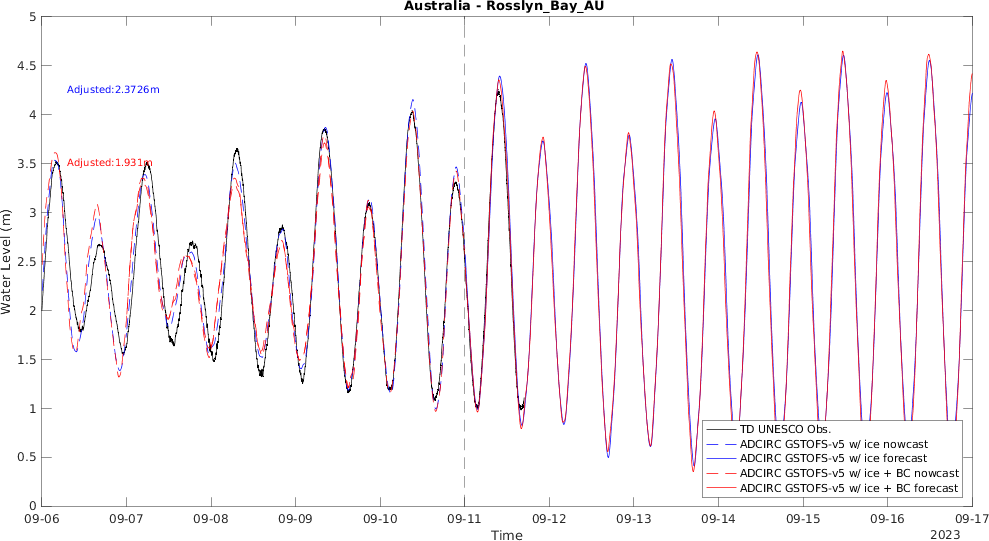 Australia - Rosslyn_Bay_AU
5
4.5
4
3.5
3
2.5
2
1.5
1
0.5
0
Water Level (m)
Adjusted:2.3726m
Adjusted:1.931m
TD UNESCO Obs.
ADCIRC GSTOFS-v5 w/ ice nowcast
ADCIRC GSTOFS-v5 w/ ice forecast
ADCIRC GSTOFS-v5 w/ ice + BC nowcast
ADCIRC GSTOFS-v5 w/ ice + BC forecast
09-06 09-07 09-08 09-09 09-10 09-11 09-12 09-13 09-14 09-15 09-16 09-17
Time
2023